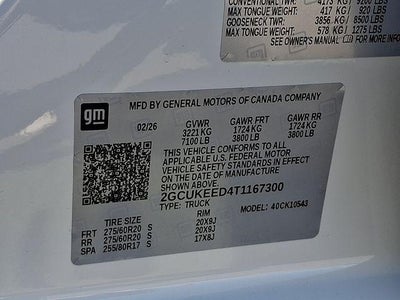 CONVENTIONAL TWR: 4173 KG / 9200 LBS
MAX TONGUE WEIGHT: 417 KG / 920 LBS
GOOSENECK TWR: 3856 KG / 8500 LBS
MAX TONGUE WEIGHT: 578 KG / 1275 LBS
SEE OWNER'S MANUAL FOR MORE INFO
gm
MFD BY GENERAL MOTORS OF CANADA COMPANY
02/26 GVWR GAWR FRT GAWR RR
3221 KG 1724 KG 1724 KG
7100 LB 3800 LB 3800 LB
THIS VEHICLE CONFORMS TO ALL
APPLICABLE U.S. FEDERAL MOTOR
VEHICLE SAFETY STANDARDS IN EFFECT
ON THE DATE OF MANUFACTURE
SHOWN ABOVE.
2GCUKEED4T1167300
TYPE: TRUCK MODEL: 40CK10543
TIRE SIZE RIM
FRT 275/60R20 S 20X9J
RR 275/60R20 S 20X9J
SPA 255/80R17 S 17X8J